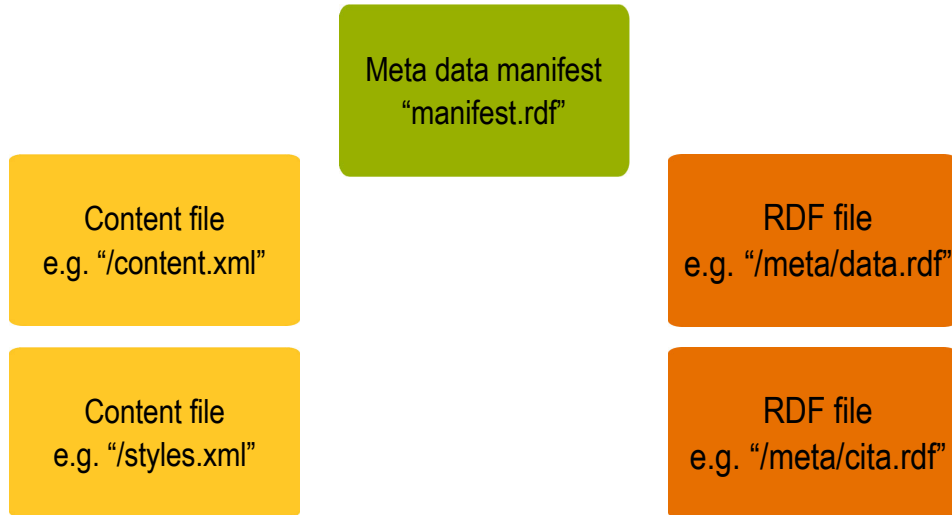 Meta data manifest
“manifest.rdf”
Content file
e.g. “/content.xml”
RDF file
e.g. “/meta/data.rdf”
Content file
e.g. “/styles.xml”
RDF file
e.g. “/meta/cita.rdf”